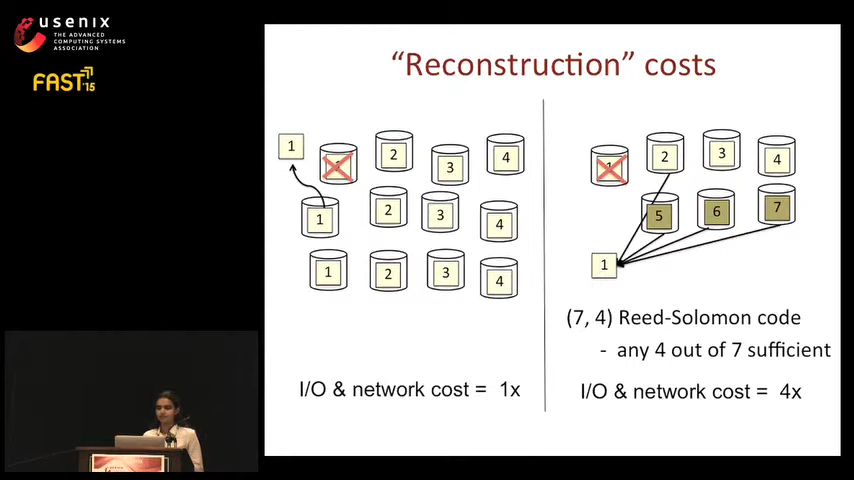 usenix
THE ADVANCED
COMPUTING SYSTEMS
ASSOCIATION
FAST '15
“Reconstruction” costs
1
1 2 3 4
1 2 3 4
1 2 3 4
I/O & network cost = 1x
1 2 3 4
5 6 7
1
(7, 4) Reed-Solomon code
- any 4 out of 7 sufficient
I/O & network cost = 4x